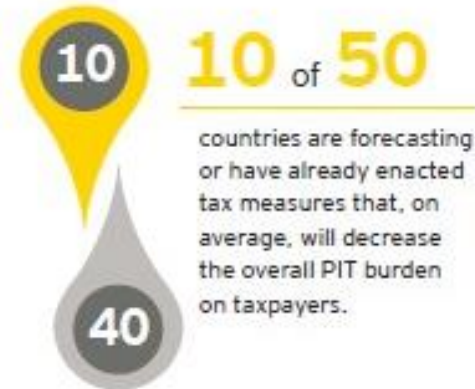 10
10 of 50
countries are forecasting
or have already enacted
tax measures that, on
average, will decrease
the overall PIT burden
on taxpayers.
40